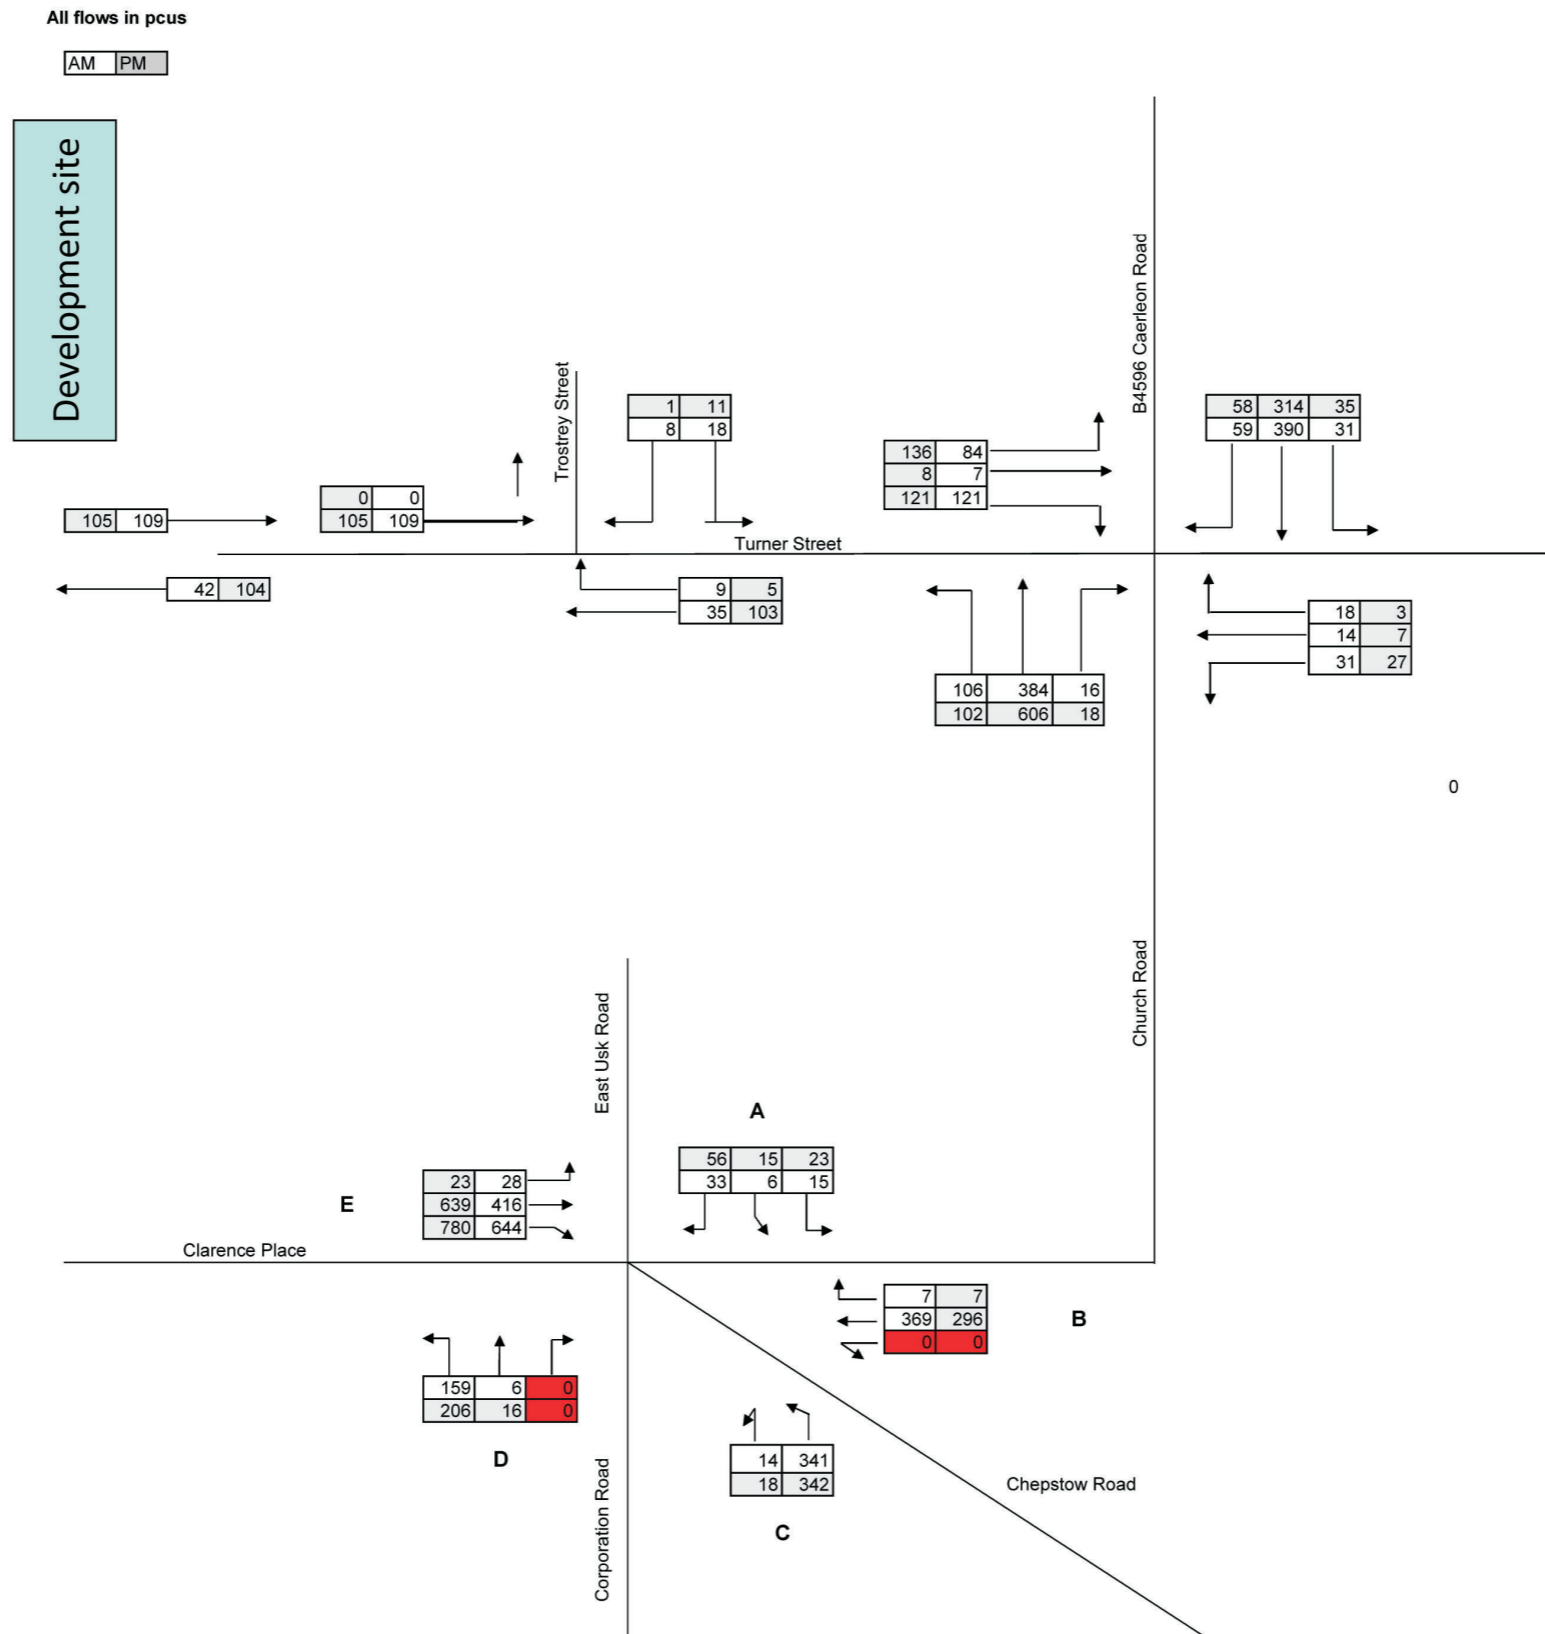 All flows in pcus
AM PM
Development site
B4596 Caerleon Road
Trostrey Street
1 11
8 18
58 314 35
59 390 31
136 84
8 7
121 121
0 0
105 109
105 109
Turner Street
42 104
9 5
35 103
18 3
14 7
31 27
106 384 16
102 606 18
0
Church Road
East Usk Road
A
56 15 23
33 6 15
E
23 28
639 416
780 644
Clarence Place
7 7
369 296
0 0
B
159 6 0
206 16 0
D
14 341
18 342
C
Chepstow Road
Corporation Road